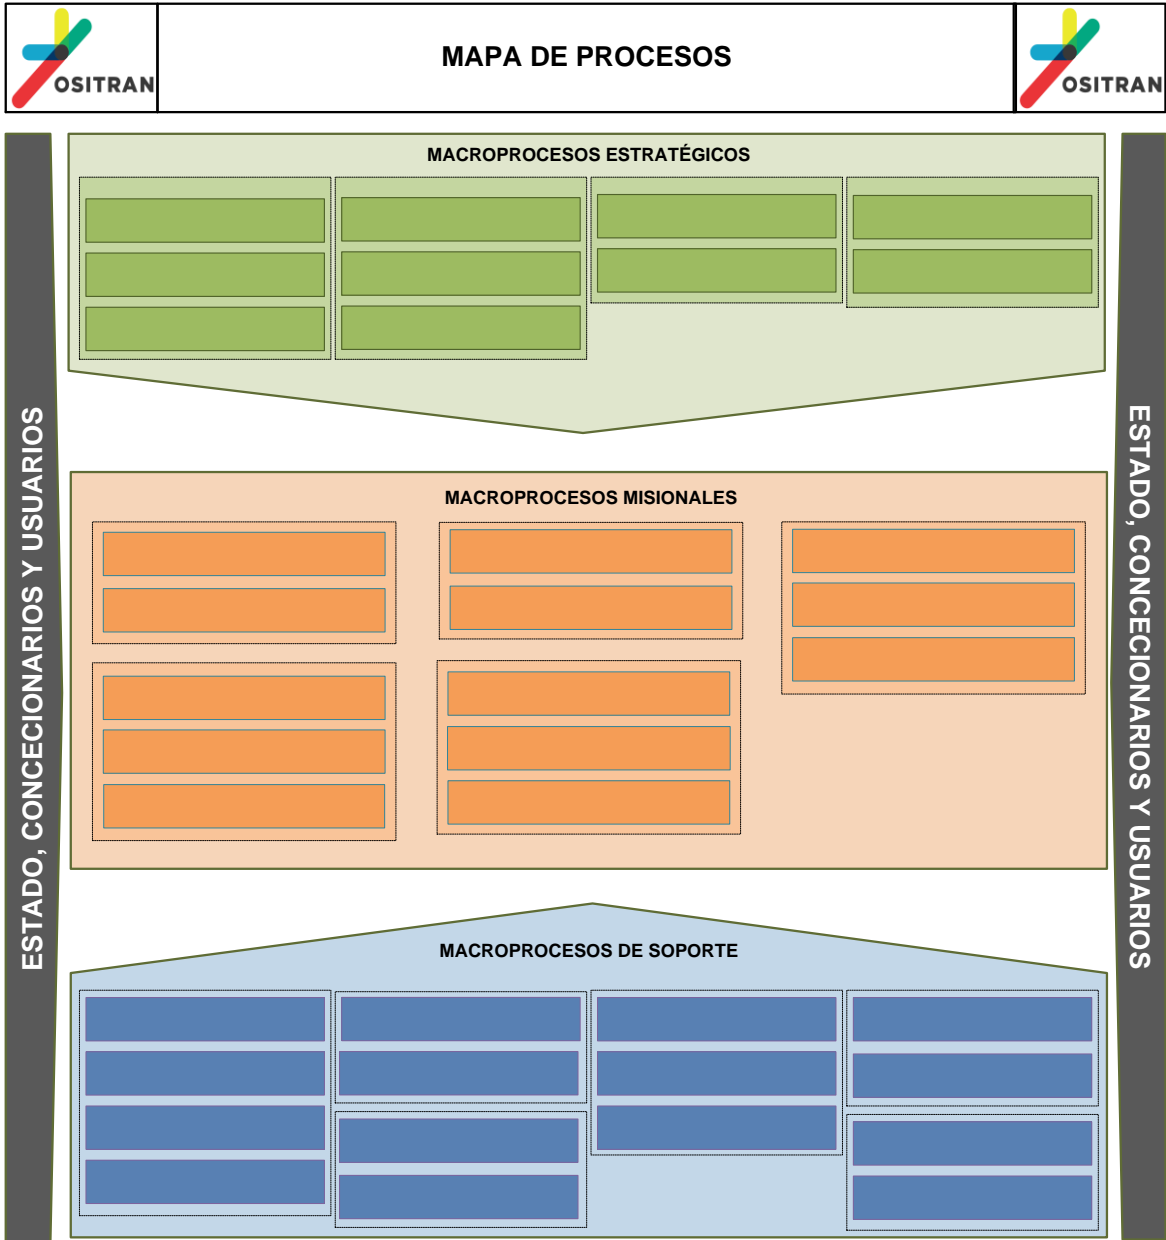 OSITRAN
MAPA DE PROCESOS
OSITRAN
MACROPROCESOS ESTRATÉGICOS
ESTADO, CONCECIONARIOS Y USUARIOS
ESTADO, CONCECIONARIOS Y USUARIOS
MACROPROCESOS MISIONALES
MACROPROCESOS DE SOPORTE